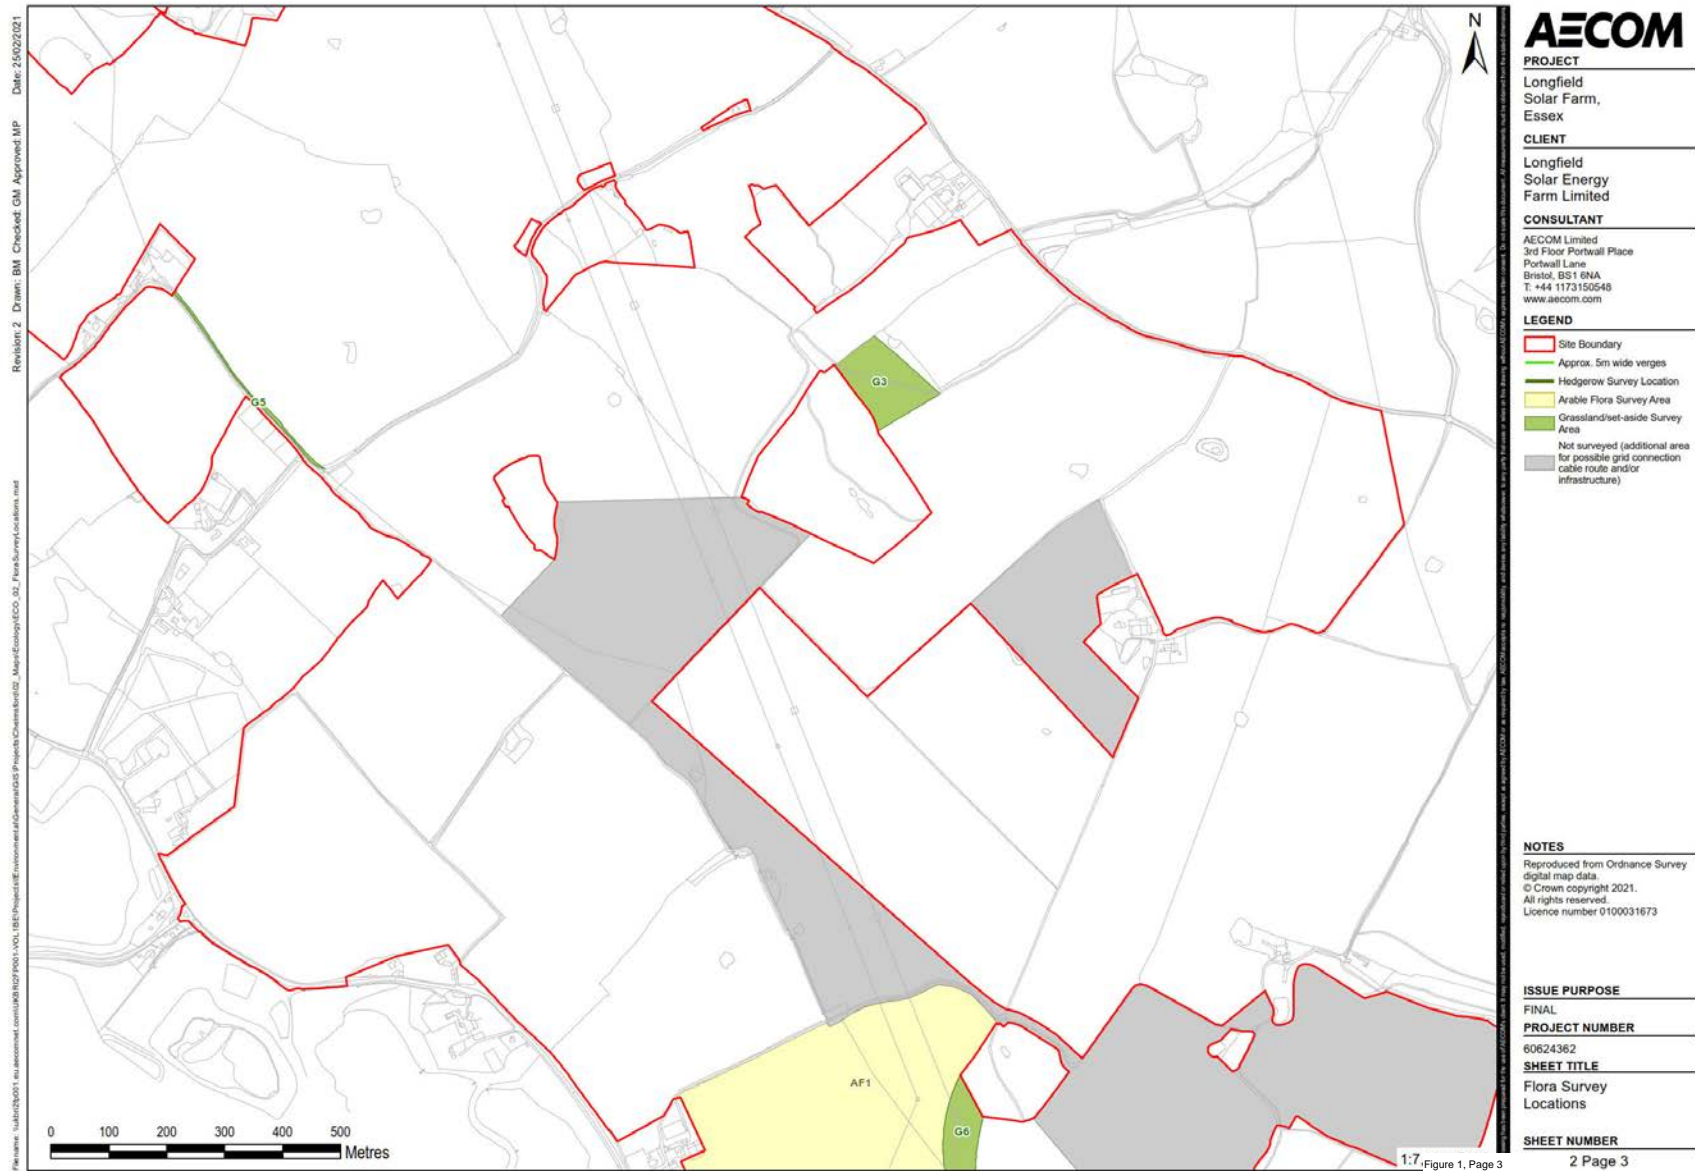 Revision: 2 Drawn: BM Checked: GM Approved: MP Date: 25/02/2021
N
G5
G3
AF1
G6
0 100 200 300 400 500
Metres
1:7,
Figure 1, Page 3
AECOM
PROJECT
Longfield
Solar Farm,
Essex
CLIENT
Longfield
Solar Energy
Farm Limited
CONSULTANT
AECOM Limited
3rd Floor Portwall Place
Portwall Lane
Bristol, BS1 6NA
T: +44 1173150548
www.aecom.com
LEGEND
Site Boundary
Approx. 5m wide verges
Hedgerow Survey Location
Arable Flora Survey Area
Grassland/set-aside Survey
Area
Not surveyed (additional area
for possible grid connection
cable route and/or
infrastructure)
NOTES
Reproduced from Ordnance Survey
digital map data.
© Crown copyright 2021.
All rights reserved.
Licence number 0100031673
ISSUE PURPOSE
FINAL
PROJECT NUMBER
60624362
SHEET TITLE
Flora Survey
Locations
SHEET NUMBER
2 Page 3